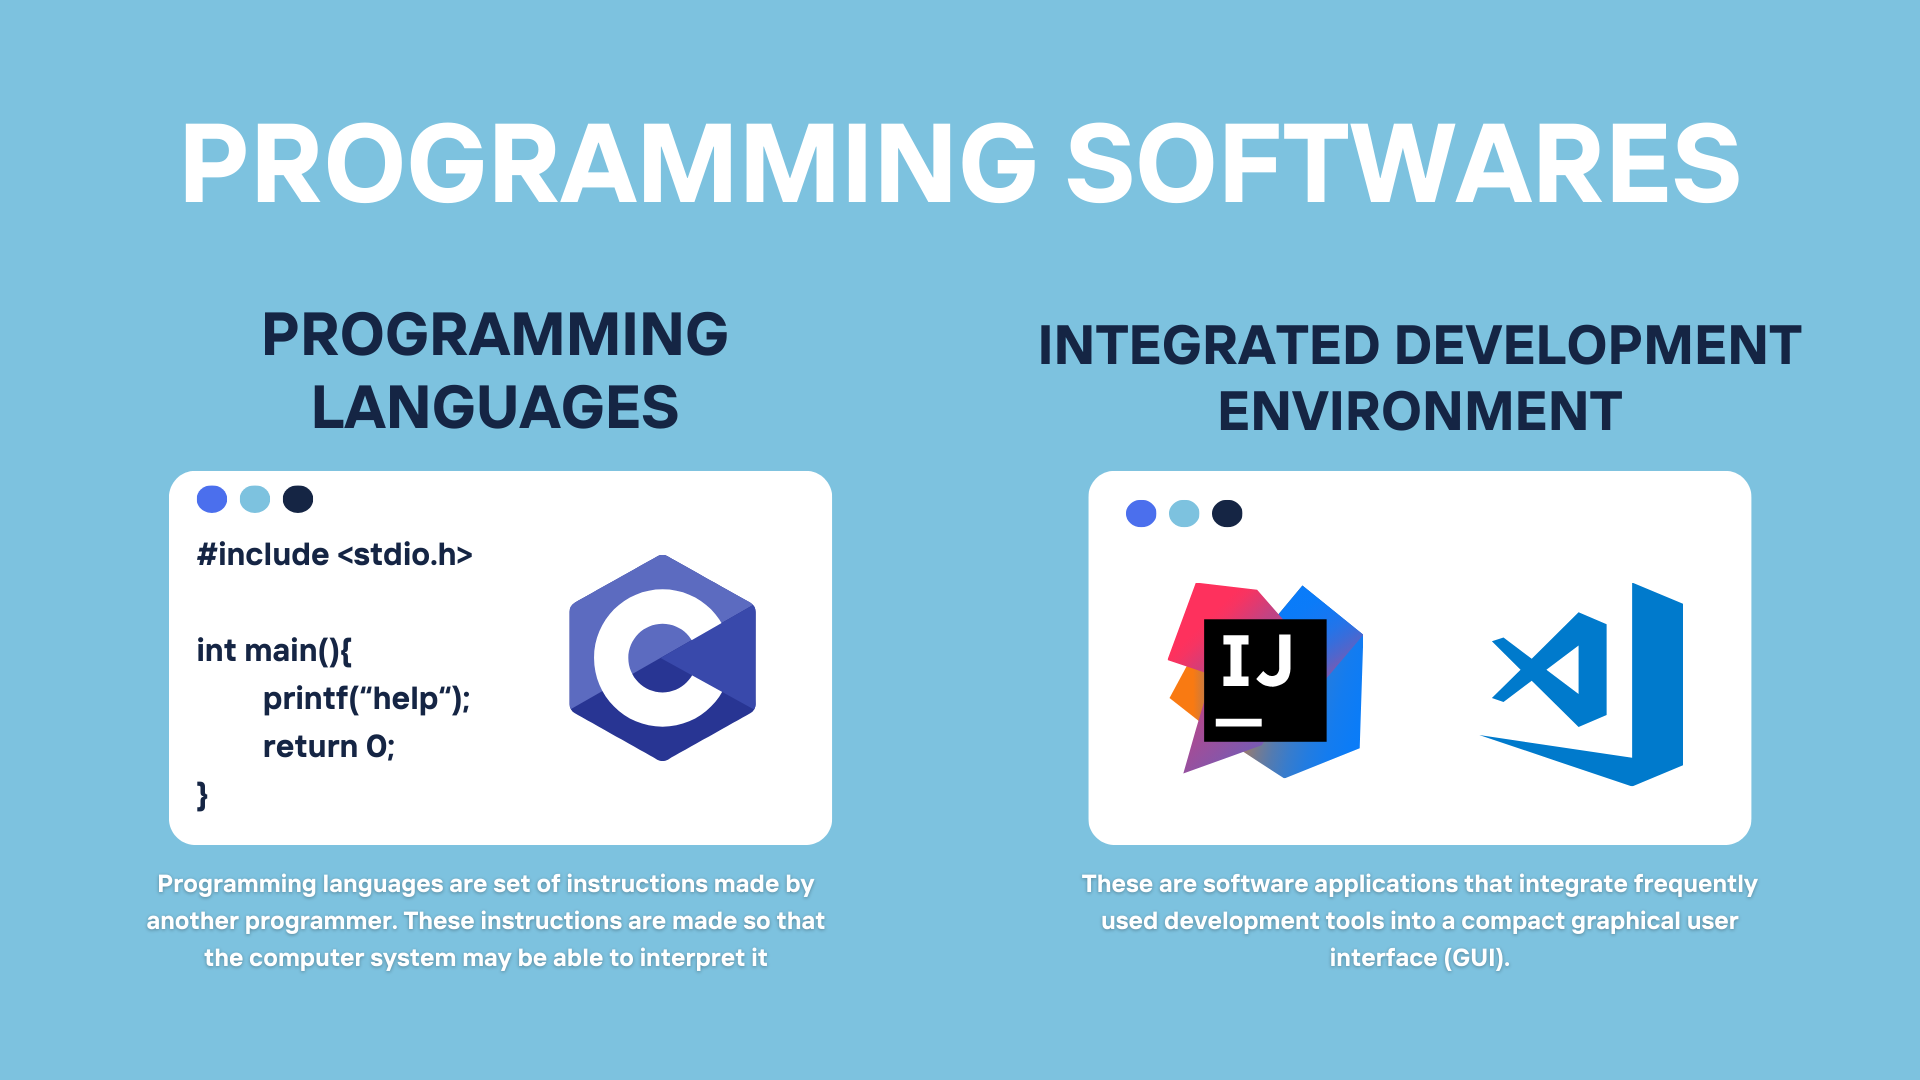 PROGRAMMING SOFTWARES
PROGRAMMING
LANGUAGES
#include <stdio.h>
int main(){
printf(“help“);
return 0;
}
Programming languages are set of instructions made by
another programmer. These instructions are made so that
the computer system may be able to interpret it
INTEGRATED DEVELOPMENT
ENVIRONMENT
IJ
These are software applications that integrate frequently
used development tools into a compact graphical user
interface (GUI).